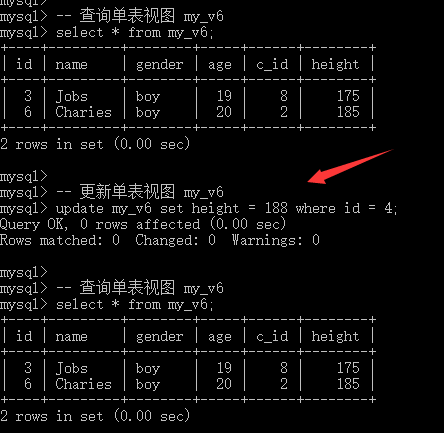 mysql>
mysql> -- 查询单表视图 my_v6
mysql> select * from my_v6;
+----+---------+--------+-----+------+--------+
| id | name | gender | age | c_id | height |
+----+---------+--------+-----+------+--------+
| 3 | Jobs | boy | 19 | 8 | 175 |
| 6 | Charies | boy | 20 | 2 | 185 |
+----+---------+--------+-----+------+--------+
2 rows in set (0.00 sec)
mysql>
mysql> -- 更新单表视图 my_v6
mysql> update my_v6 set height = 188 where id = 4;
Query OK, 0 rows affected (0.00 sec)
Rows matched: 0 Changed: 0 Warnings: 0
mysql>
mysql> -- 查询单表视图 my_v6
mysql> select * from my_v6;
+----+---------+--------+-----+------+--------+
| id | name | gender | age | c_id | height |
+----+---------+--------+-----+------+--------+
| 3 | Jobs | boy | 19 | 8 | 175 |
| 6 | Charies | boy | 20 | 2 | 185 |
+----+---------+--------+-----+------+--------+
2 rows in set (0.00 sec)